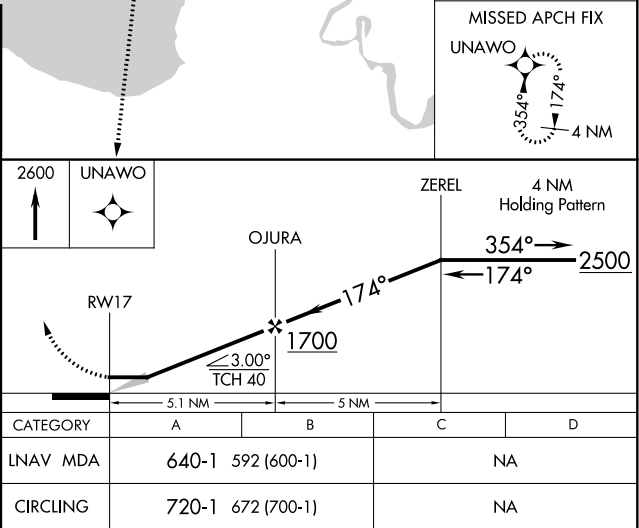 MISSED APCH FIX
UNAWO
354°
174°
4 NM
2600
UNAWO
ZEREL
4 NM
Holding Pattern
OJURA
354°
2500
174°
174°
RW17
1700
3.00°
TCH 40
5.1 NM
5 NM
CATEGORY A B C D
LNAV MDA 640-1 592 (600-1) NA
CIRCLING 720-1 672 (700-1) NA